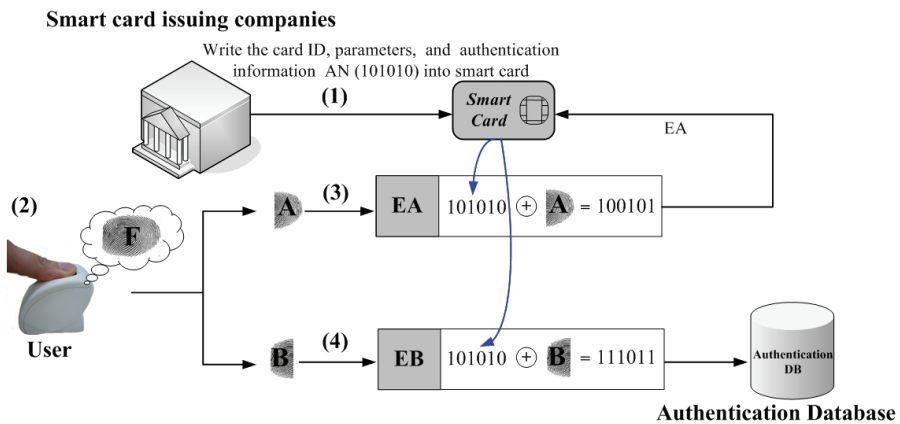 Smart card issuing companies
Write the card ID, parameters, and authentication
information AN (101010) into smart card
(1)
Smart
Card
EA
(2)
F
User
A
(3)
EA
101010 ⊕ A = 100101
B
(4)
EB
101010 ⊕ B = 111011
Authentication
DB
Authentication Database